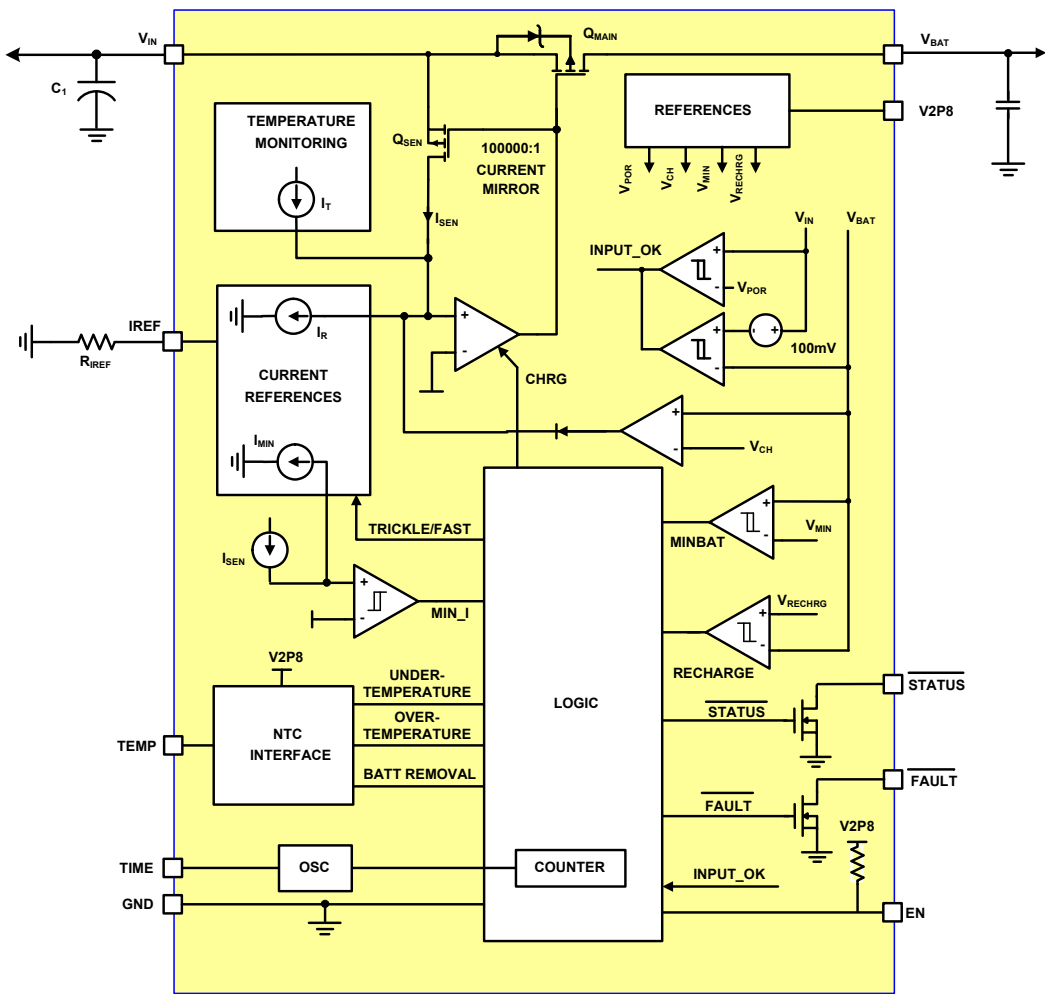 VIN
QMAIN
VBAT
C1
TEMPERATURE
MONITORING
IT
QSEN
100000:1
CURRENT
MIRROR
REFERENCES
V2P8
VPOR
VCH
VMIN
VRECHRG
ISEN
VIN
VBAT
INPUT_OK
+
-
VPOR
+
-
- +
100mV
IREF
RIREF
IR
CURRENT
REFERENCES
IMIN
+
-
CHRG
+
-
VCH
TRICKLE/FAST
MINBAT
+
-
VMIN
ISEN
+
-
MIN_I
VRECHRG
+
-
RECHARGE
V2P8
UNDER-
TEMPERATURE
LOGIC
STATUS
STATUS
TEMP
NTC
INTERFACE
OVER-
TEMPERATURE
BATT REMOVAL
FAULT
FAULT
V2P8
TIME
OSC
COUNTER
INPUT_OK
GND
EN